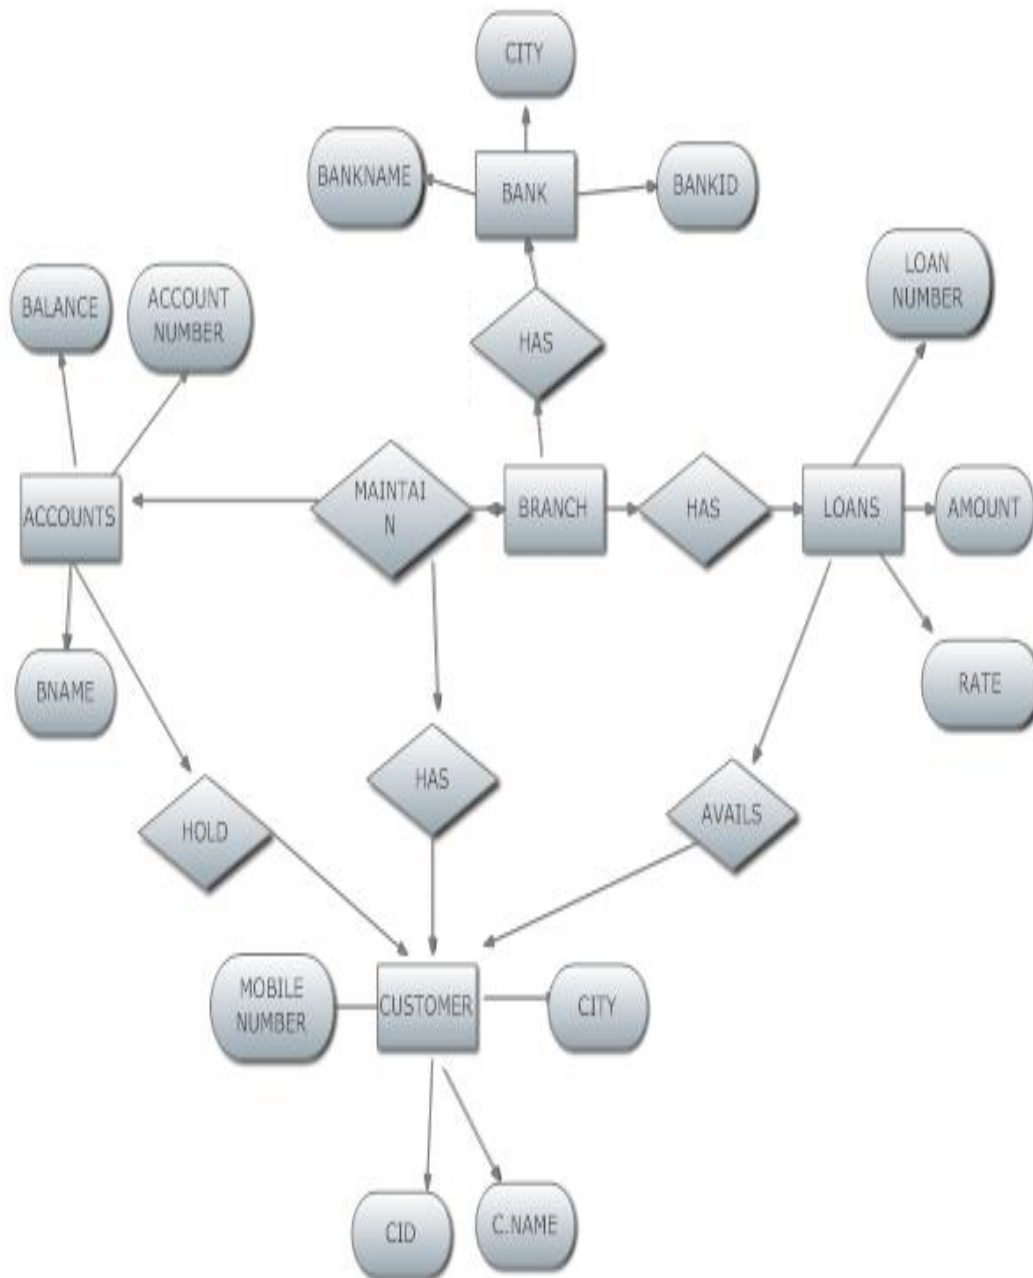 CITY
BANKNAME
BANK
BANKID
LOAN
NUMBER
BALANCE
ACCOUNT
NUMBER
HAS
ACCOUNTS
MAINTAI
N
BRANCH
HAS
LOANS
AMOUNT
BNAME
RATE
HAS
HOLD
AVAILS
MOBILE
NUMBER
CUSTOMER
CITY
CID
C.NAME